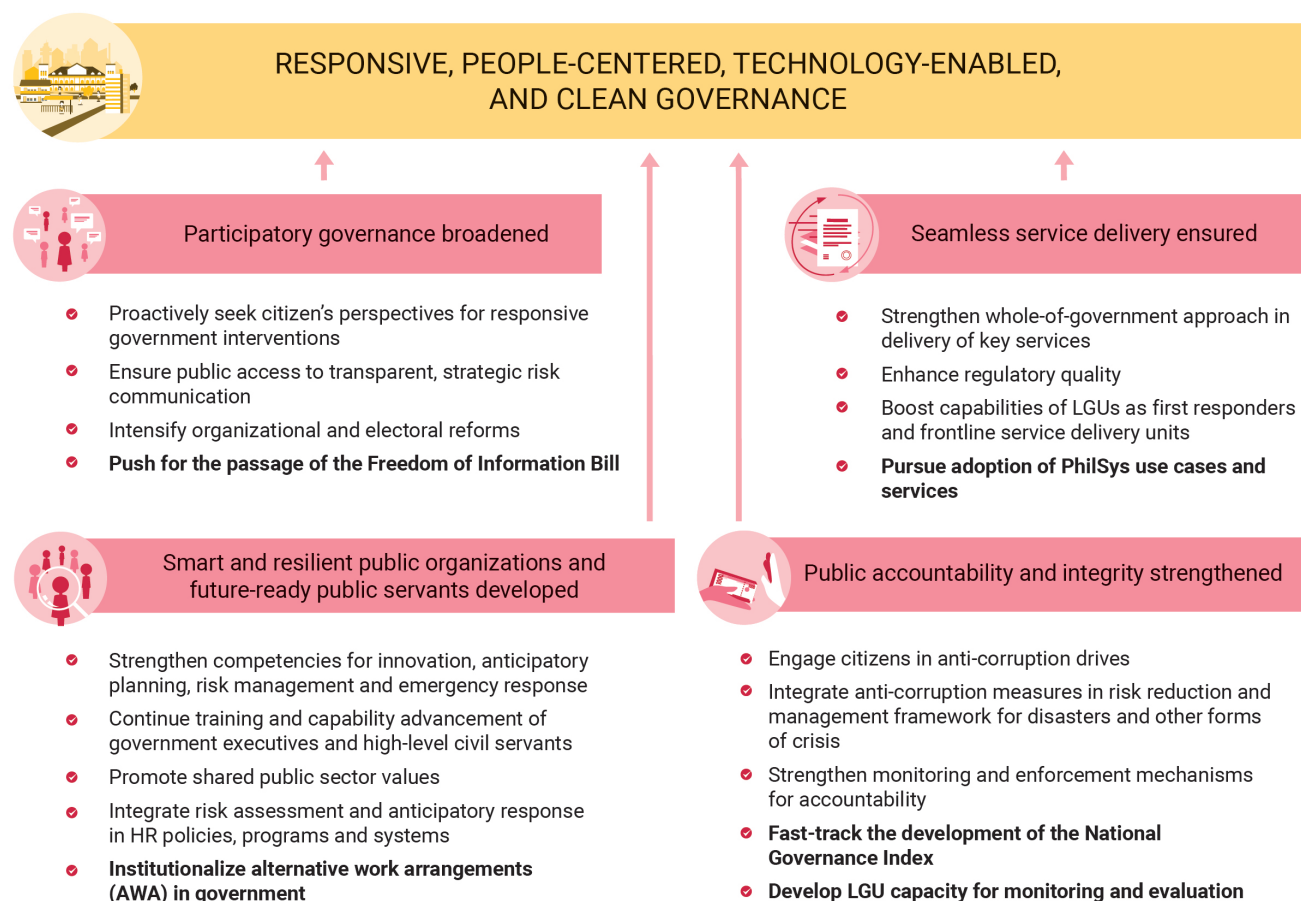 RESPONSIVE, PEOPLE-CENTERED, TECHNOLOGY-ENABLED,
AND CLEAN GOVERNANCE
Participatory governance broadened
Proactively seek citizen’s perspectives for responsive
government interventions
Ensure public access to transparent, strategic risk
communication
Intensify organizational and electoral reforms
Push for the passage of the Freedom of Information Bill
Seamless service delivery ensured
Strengthen whole-of-government approach in
delivery of key services
Enhance regulatory quality
Boost capabilities of LGUs as first responders
and frontline service delivery units
Pursue adoption of PhilSys use cases and
services
Smart and resilient public organizations and
future-ready public servants developed
Strengthen competencies for innovation, anticipatory
planning, risk management and emergency response
Continue training and capability advancement of
government executives and high-level civil servants
Promote shared public sector values
Integrate risk assessment and anticipatory response
in HR policies, programs and systems
Institutionalize alternative work arrangements
(AWA) in government
Public accountability and integrity strengthened
Engage citizens in anti-corruption drives
Integrate anti-corruption measures in risk reduction and
management framework for disasters and other forms
of crisis
Strengthen monitoring and enforcement mechanisms
for accountability
Fast-track the development of the National
Governance Index
Develop LGU capacity for monitoring and evaluation